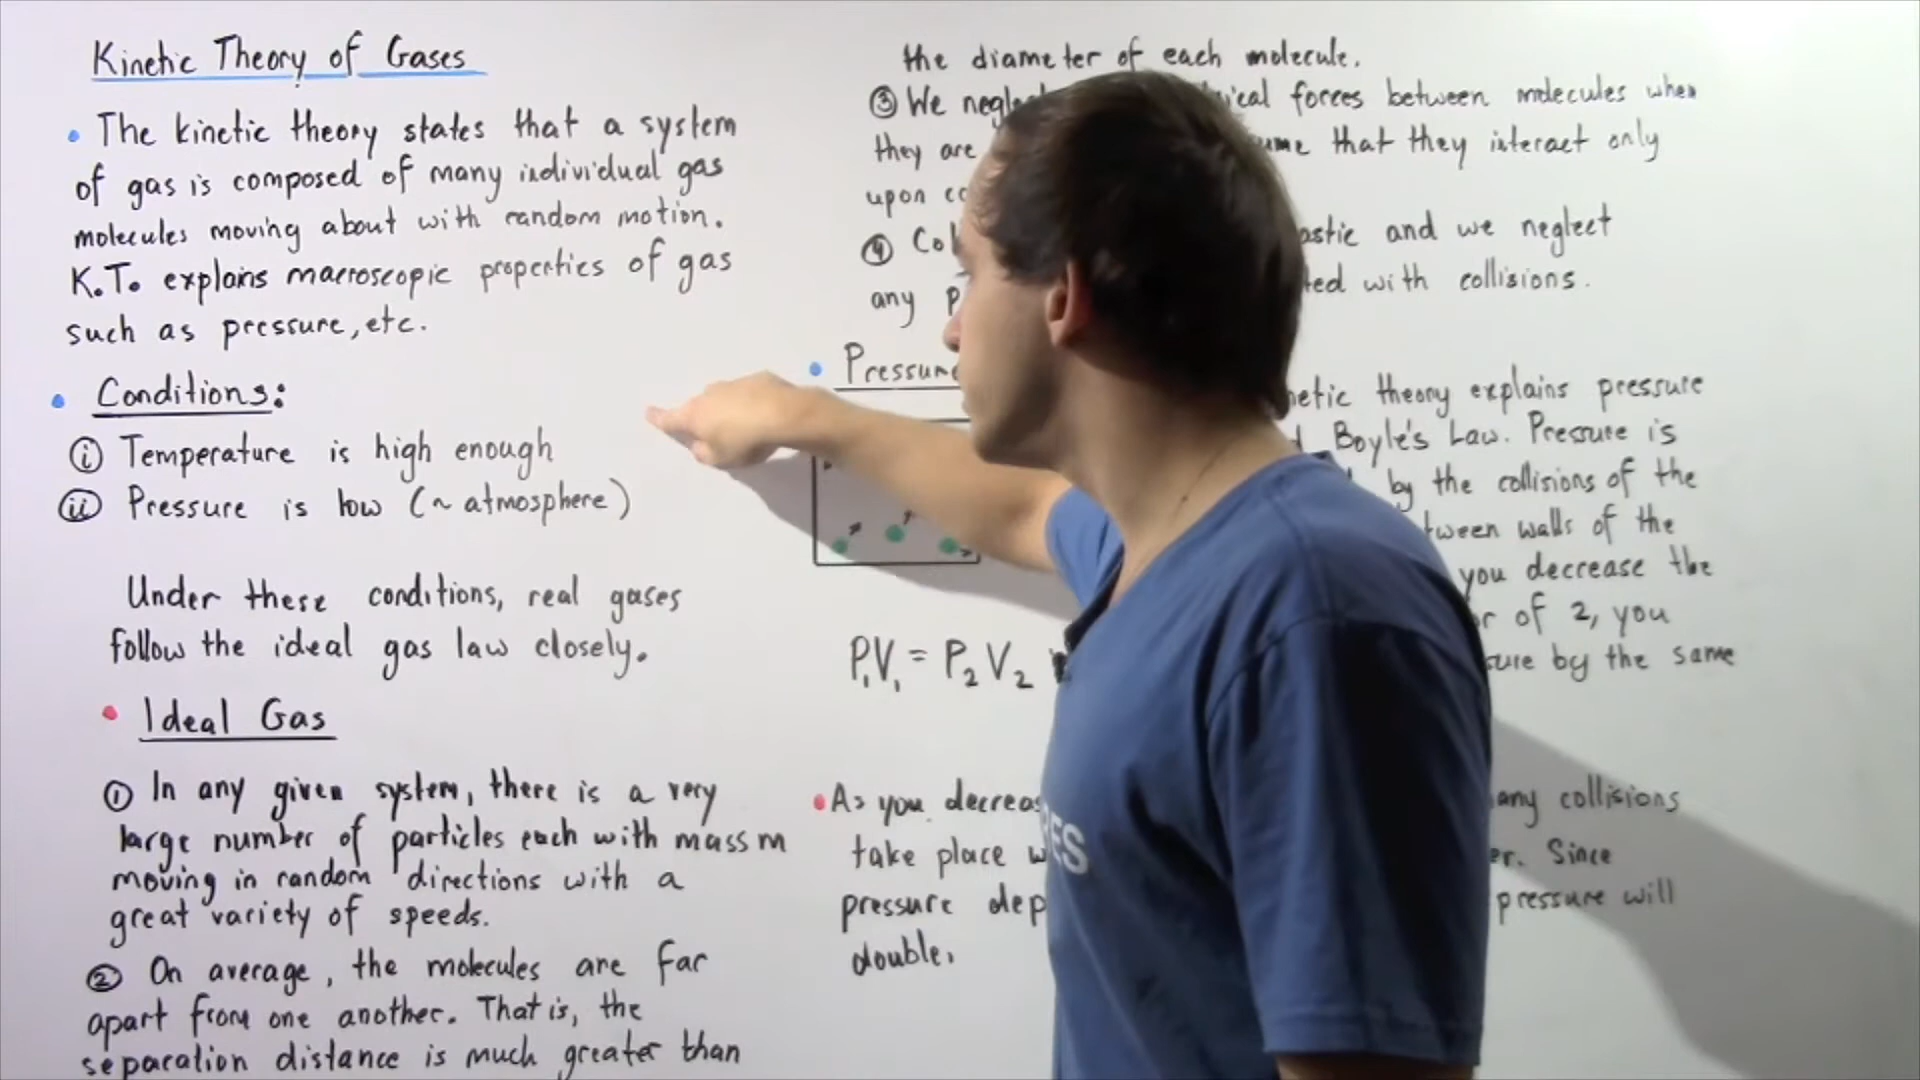 Kinetic Theory of Gases
• The kinetic theory states that a system
of gas is composed of many individual gas
molecules moving about with random motion.
K.T. explains macroscopic properties of gas
such as pressure, etc.
• Conditions:
(i) Temperature is high enough
(ii) Pressure is low (~ atmosphere)
Under these conditions, real gases
follow the ideal gas law closely.
• Ideal Gas
① In any given system, there is a very
large number of particles each with mass m
moving in random directions with a
great variety of speeds.
② On average, the molecules are far
apart from one another. That is, the
separation distance is much greater than
the diameter of each molecule.
③ We forces between molecules when
they are that they interact only
upon
④ and we neglect
any with collisions.
• Pressure
theory explains pressure
Boyle's Law. Pressure is
by the collisions of the
walls of the
you decrease the
of 2, you
by the same
P₁V₁ = P₂V₂
• As you collisions
take place Since
pressure pressure will
double.